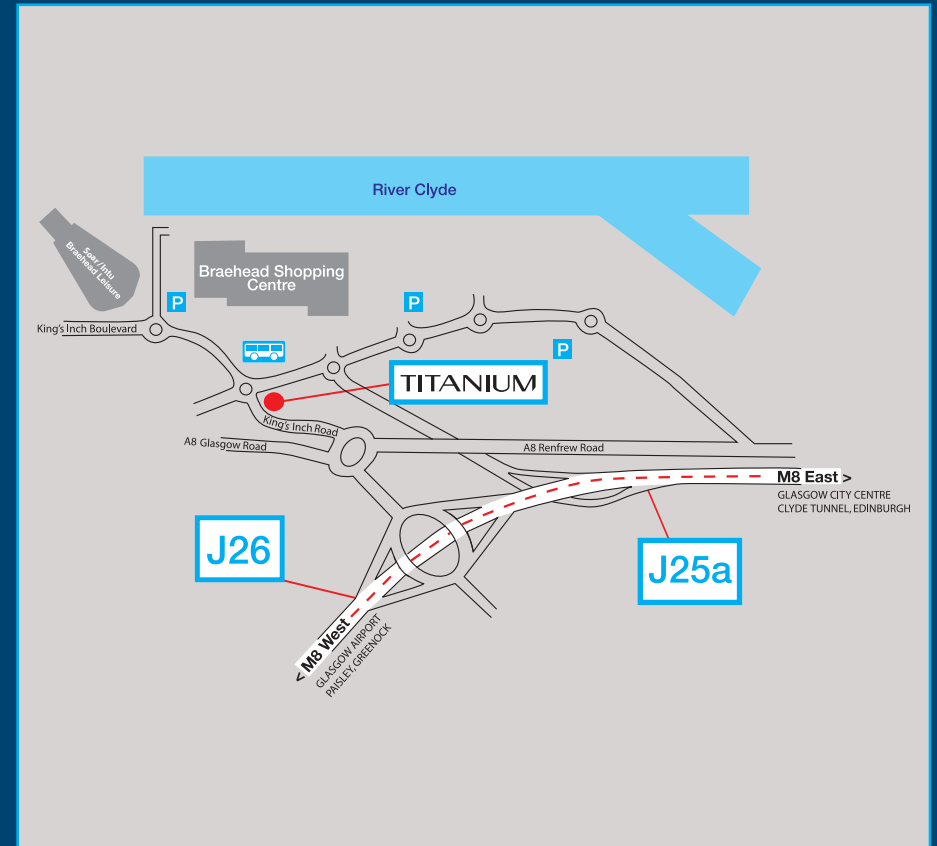 River Clyde
Soar/Intu
Braehead Leisure
Braehead Shopping
Centre
P
P
King's Inch Boulevard
P
TITANIUM
King's Inch Road
A8 Glasgow Road
A8 Renfrew Road
M8 East >
GLASGOW CITY CENTRE
CLYDE TUNNEL, EDINBURGH
J26
J25a
< M8 West
GLASGOW AIRPORT
PAISLEY, GREENOCK